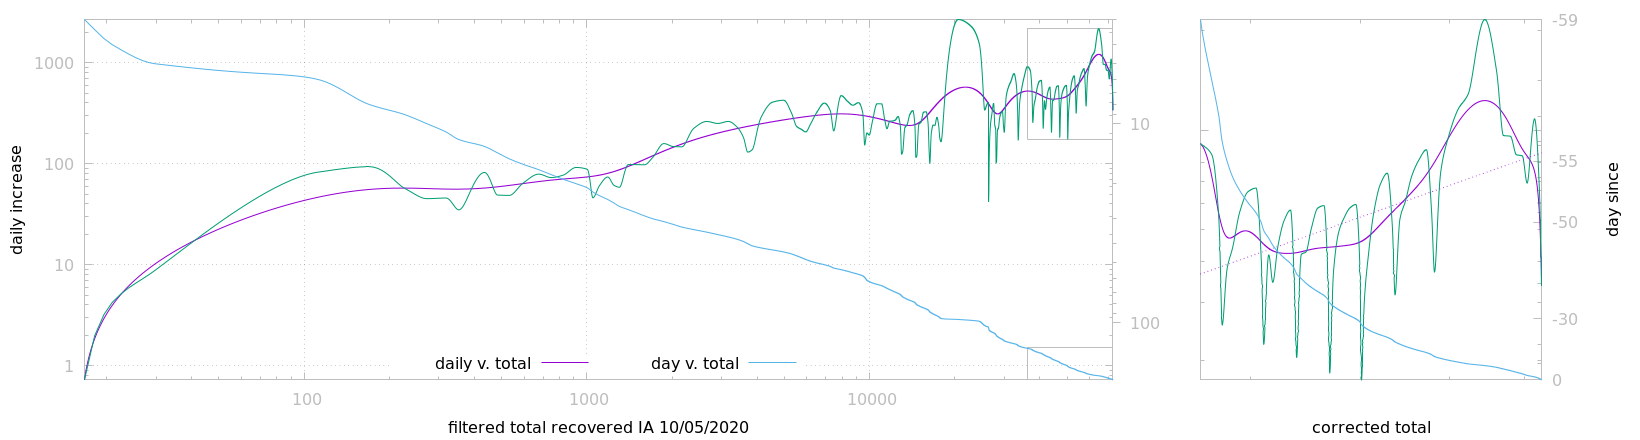 1000
100
10
1
daily increase
daily v. total
day v. total
100
1000
10000
filtered total recovered IA 10/05/2020
10
100
-59
-55
-50
-30
0
day since
corrected total